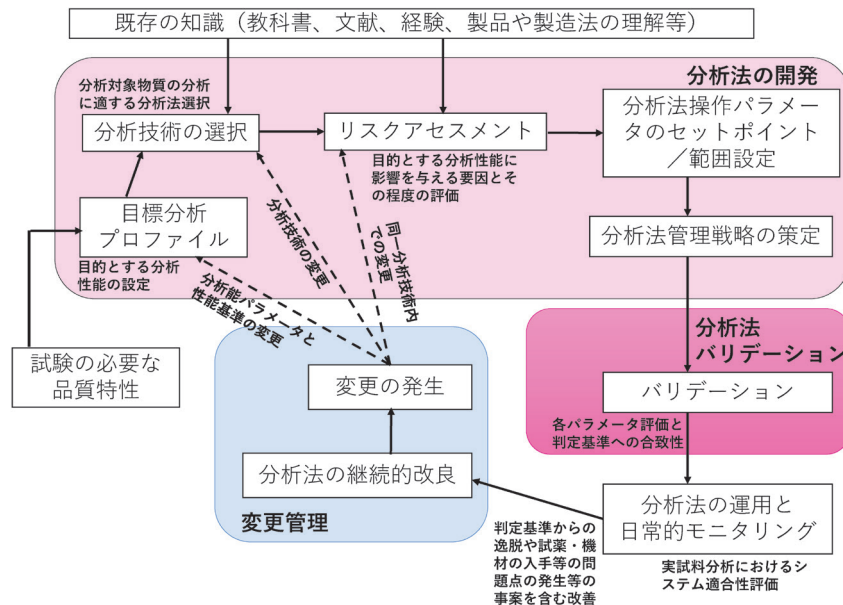 既存の知識（教科書、文献、経験、製品や製造法の理解等）
分析法の開発
分析対象物質の分析
に適する分析法選択
分析技術の選択
リスクアセスメント
分析法操作パラメー
タのセットポイント
／範囲設定
目的とする分析性能に
影響を与える要因とそ
の程度の評価
目標分析
プロファイル
目的とする分析
性能の設定
分析法管理戦略の策定
分析技術の変更
同一分析技術内
での変更
分析能パラメータと
性能基準の変更
試験の必要な
品質特性
分析法
バリデーション
バリデーション
各パラメータ評価と
判定基準への合致性
変更の発生
分析法の継続的改良
変更管理
分析法の運用と
日常的モニタリング
実試料分析におけるシ
ステム適合性評価
判定基準からの
逸脱や試薬・機
材の入手等の問
題点の発生等の
事案を含む改善